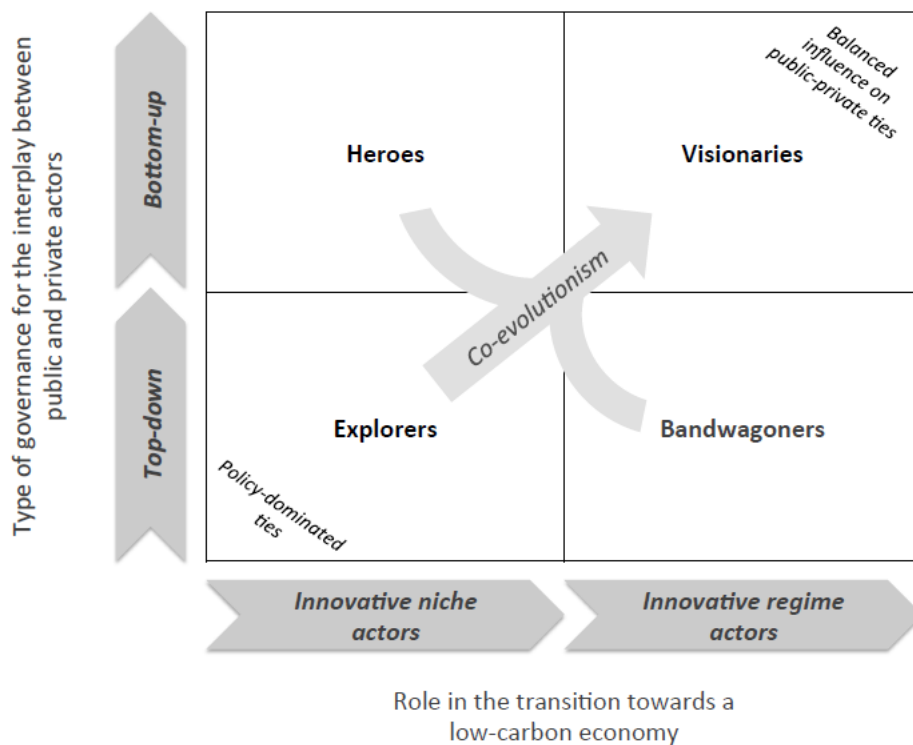 Type of governance for the interplay between
public and private actors
Bottom-up
Top-down
Heroes
Visionaries
Balanced
influence on
public-private ties
Co-evolutionism
Explorers
Bandwagoners
Policy-dominated
ties
Innovative niche
actors
Innovative regime
actors
Role in the transition towards a
low-carbon economy